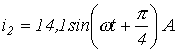 i₂ = 14,1sin(ωt + π/4) A